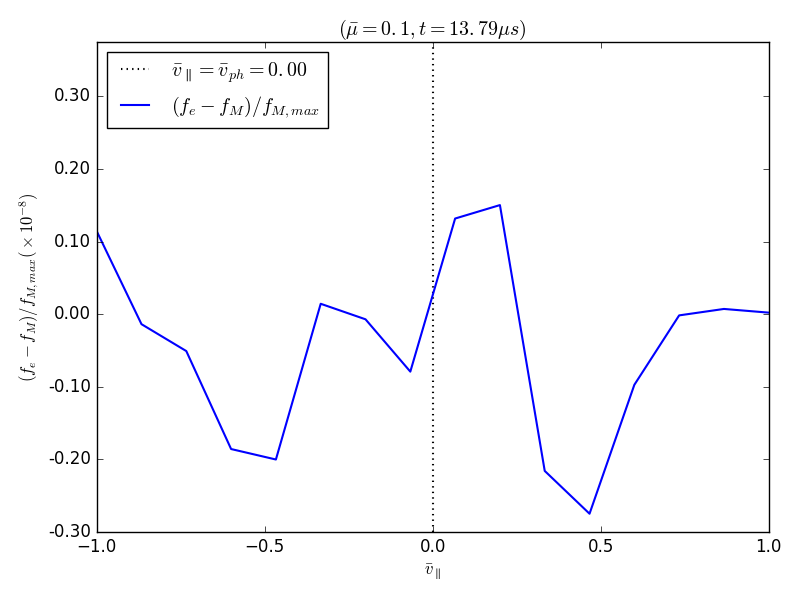 (μ̄ = 0.1, t = 13.79μs)
v̄∥ = v̄ph = 0.00
(fe − fM)/fM,max
0.30
0.20
0.10
0.00
-0.10
-0.20
-0.30
(fe − fM)/fM,max(×10⁻⁸)
−1.0
−0.5
0.0
0.5
1.0
v̄∥